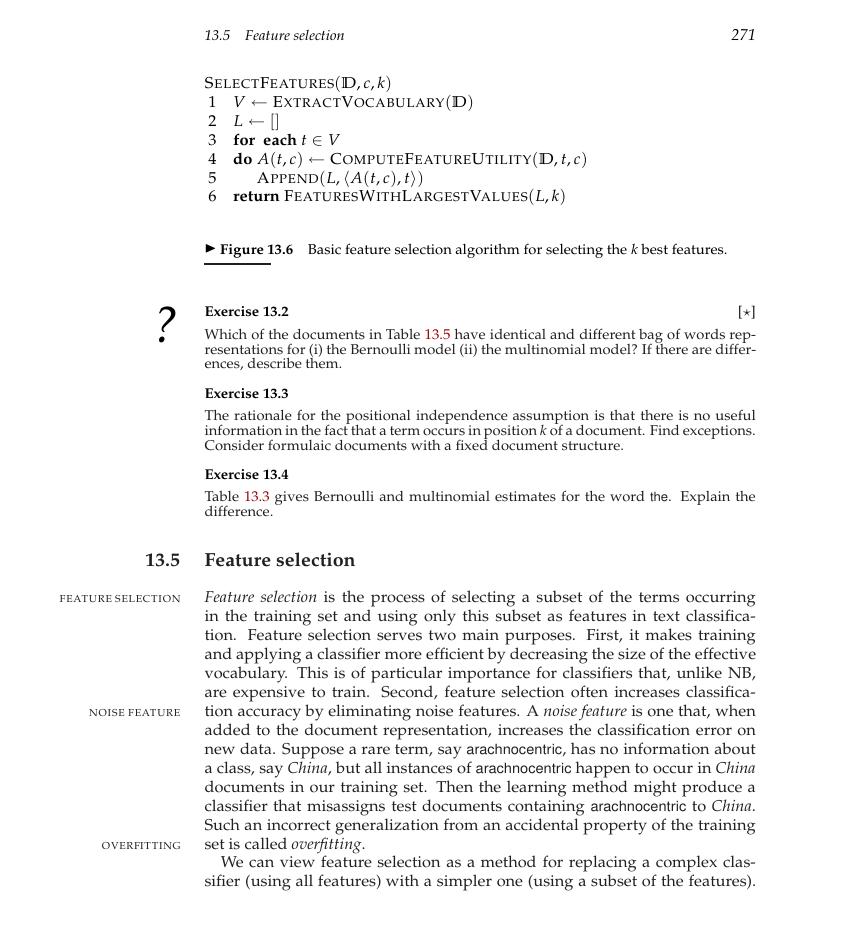 13.5 Feature selection 271
SELECTFEATURES(𝔻, c, k)
1 V ← EXTRACTVOCABULARY(𝔻)
2 L ← []
3 for each t ∈ V
4 do A(t, c) ← COMPUTEFEATUREUTILITY(𝔻, t, c)
5 APPEND(L, ⟨A(t, c), t⟩)
6 return FEATURESWITHLARGESTVALUES(L, k)
▶ Figure 13.6 Basic feature selection algorithm for selecting the k best features.
? Exercise 13.2 [⋆]
Which of the documents in Table 13.5 have identical and different bag of words rep-
resentations for (i) the Bernoulli model (ii) the multinomial model? If there are differ-
ences, describe them.
Exercise 13.3
The rationale for the positional independence assumption is that there is no useful
information in the fact that a term occurs in position k of a document. Find exceptions.
Consider formulaic documents with a fixed document structure.
Exercise 13.4
Table 13.3 gives Bernoulli and multinomial estimates for the word the. Explain the
difference.
13.5 Feature selection
FEATURE SELECTION Feature selection is the process of selecting a subset of the terms occurring
in the training set and using only this subset as features in text classifica-
tion. Feature selection serves two main purposes. First, it makes training
and applying a classifier more efficient by decreasing the size of the effective
vocabulary. This is of particular importance for classifiers that, unlike NB,
are expensive to train. Second, feature selection often increases classifica-
NOISE FEATURE tion accuracy by eliminating noise features. A noise feature is one that, when
added to the document representation, increases the classification error on
new data. Suppose a rare term, say arachnocentric, has no information about
a class, say China, but all instances of arachnocentric happen to occur in China
documents in our training set. Then the learning method might produce a
classifier that misassigns test documents containing arachnocentric to China.
Such an incorrect generalization from an accidental property of the training
OVERFITTING set is called overfitting.
We can view feature selection as a method for replacing a complex clas-
sifier (using all features) with a simpler one (using a subset of the features).